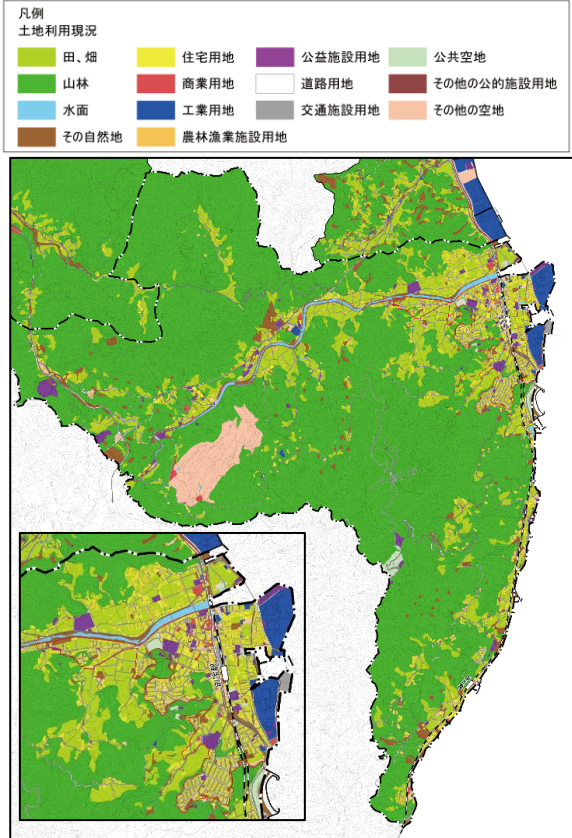 凡例
土地利用現況
田、畑
住宅用地
公益施設用地
公共空地
山林
商業用地
道路用地
その他の公的施設用地
水面
工業用地
交通施設用地
その他の空地
その他自然地
農林漁業施設用地